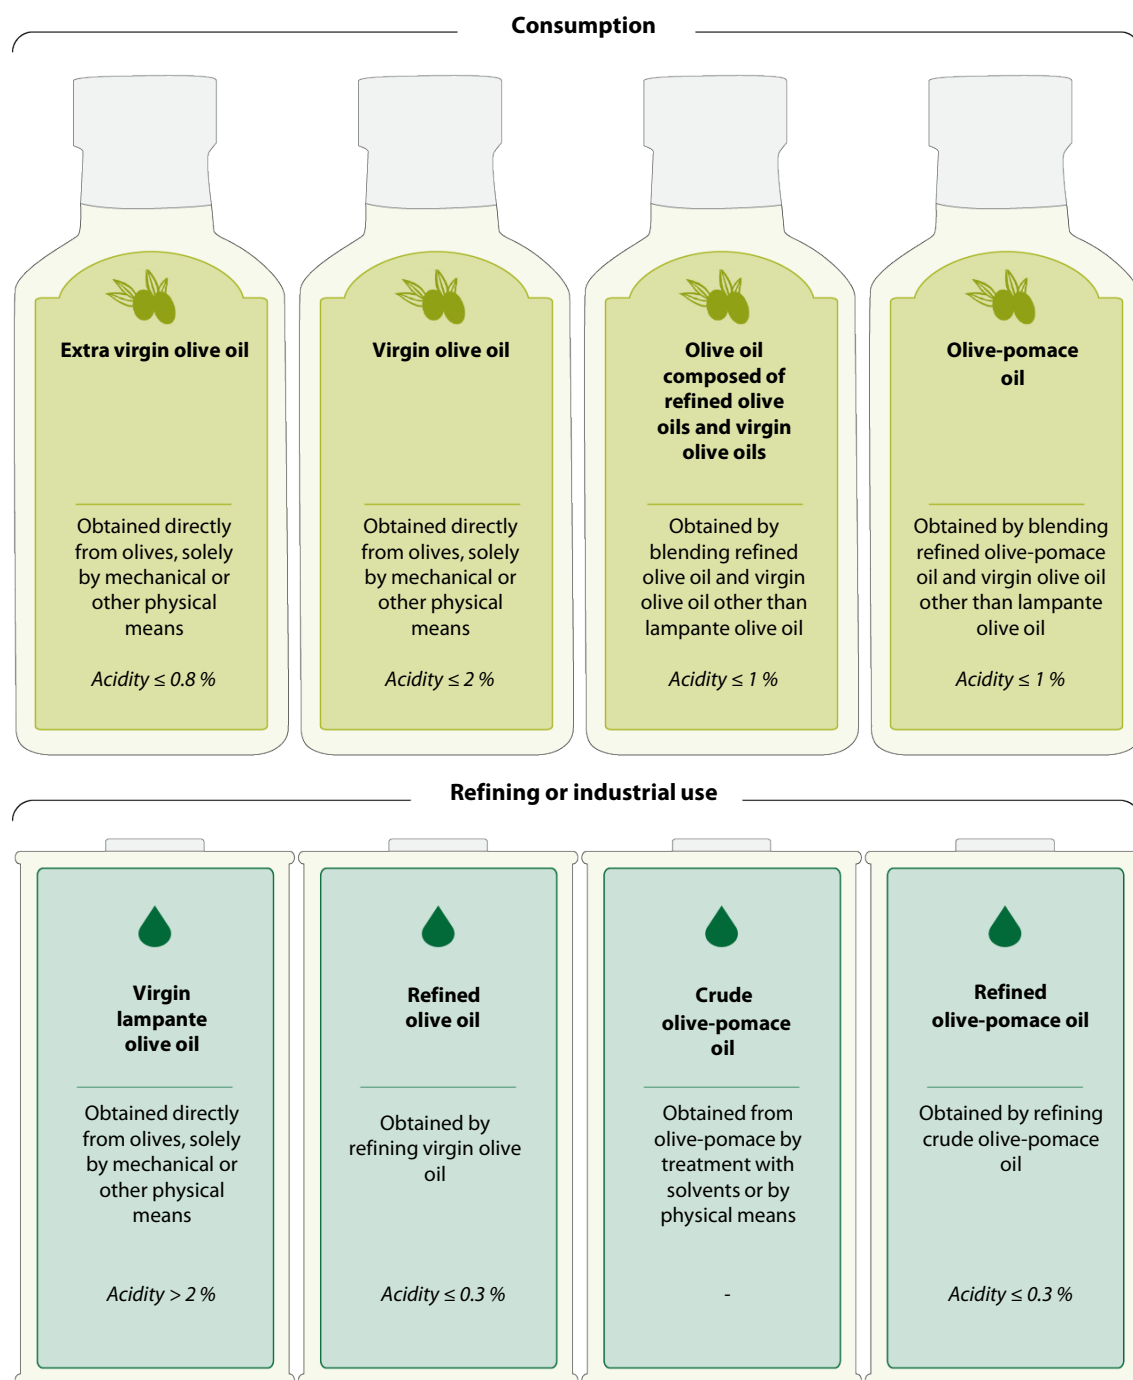 Consumption
Extra virgin olive oil
Obtained directly
from olives, solely
by mechanical or
other physical
means
Acidity ≤ 0.8 %
Virgin olive oil
Obtained directly
from olives, solely
by mechanical or
other physical
means
Acidity ≤ 2 %
Olive oil
composed of
refined olive
oils and virgin
olive oils
Obtained by
blending refined
olive oil and virgin
olive oil other than
lampante olive oil
Acidity ≤ 1 %
Olive-pomace
oil
Obtained by blending
refined olive-pomace
oil and virgin olive oil
other than lampante
olive oil
Acidity ≤ 1 %
Refining or industrial use
Virgin
lampante
olive oil
Obtained directly
from olives, solely
by mechanical or
other physical
means
Acidity > 2 %
Refined
olive oil
Obtained by
refining virgin olive
oil
Acidity ≤ 0.3 %
Crude
olive-pomace
oil
Obtained from
olive-pomace by
treatment with
solvents or by
physical means
-
Refined
olive-pomace oil
Obtained by refining
crude olive-pomace
oil
Acidity ≤ 0.3 %